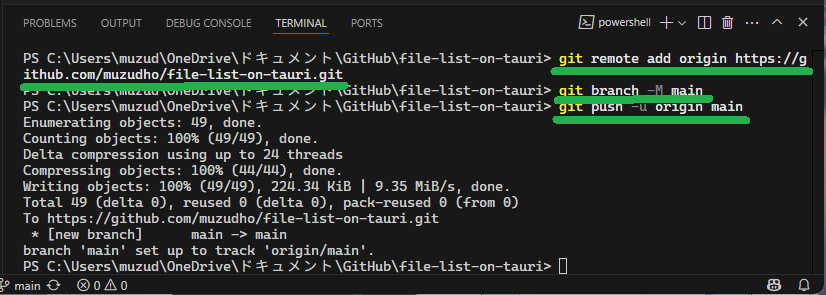 PROBLEMS OUTPUT DEBUG CONSOLE TERMINAL PORTS powershell
PS C:\Users\muzud\OneDrive\ドキュメント\GitHub\file-list-on-tauri> git remote add origin https://g
ithub.com/muzudho/file-list-on-tauri.git
PS C:\Users\muzud\OneDrive\ドキュメント\GitHub\file-list-on-tauri> git branch -M main
PS C:\Users\muzud\OneDrive\ドキュメント\GitHub\file-list-on-tauri> git push -u origin main
Enumerating objects: 49, done.
Counting objects: 100% (49/49), done.
Delta compression using up to 24 threads
Compressing objects: 100% (44/44), done.
Writing objects: 100% (49/49), 224.34 KiB | 9.35 MiB/s, done.
Total 49 (delta 0), reused 0 (delta 0), pack-reused 0 (from 0)
To https://github.com/muzudho/file-list-on-tauri.git
 * [new branch]      main -> main
branch 'main' set up to track 'origin/main'.
PS C:\Users\muzud\OneDrive\ドキュメント\GitHub\file-list-on-tauri>
main 0 0